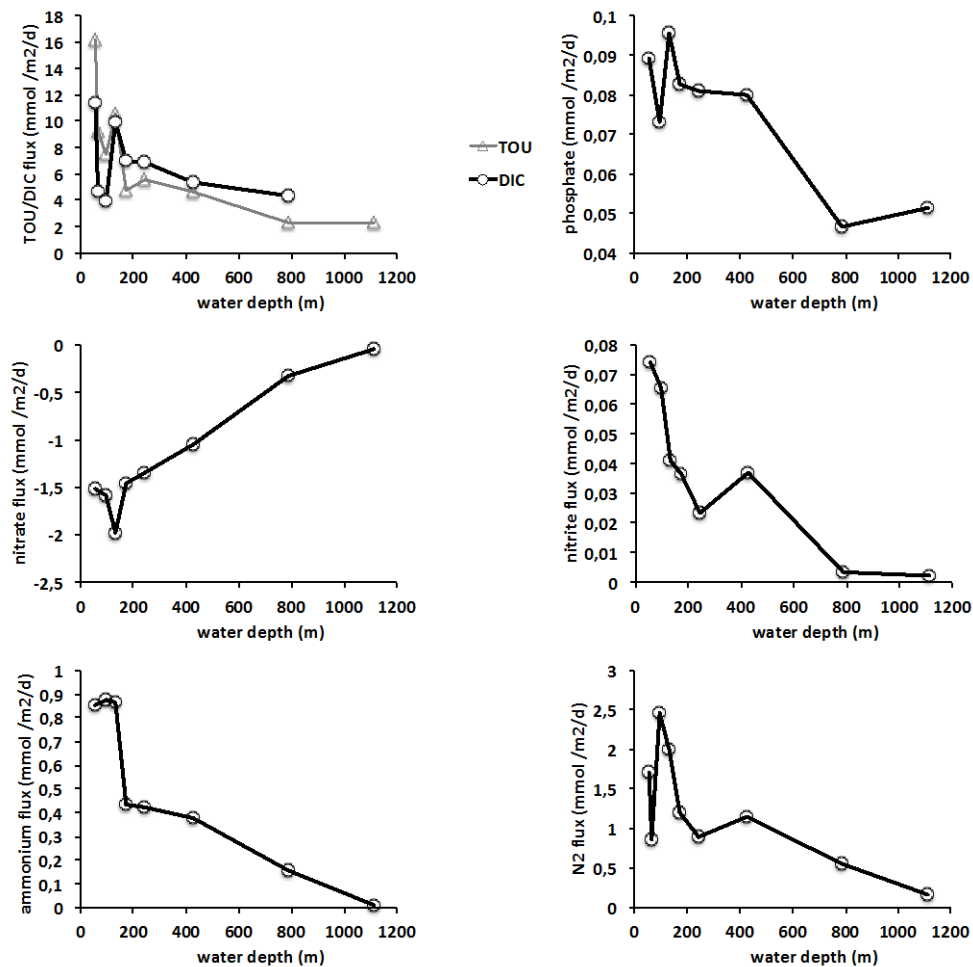 TOU/DIC flux (mmol /m2/d)
18
16
14
12
10
8
6
4
2
0
0 200 400 600 800 1000 1200
water depth (m)
TOU
DIC
phosphate (mmol /m2/d)
0,1
0,09
0,08
0,07
0,06
0,05
0,04
0 200 400 600 800 1000 1200
water depth (m)
nitrate flux (mmol /m2/d)
0
-0,5
-1
-1,5
-2
-2,5
0 200 400 600 800 1000 1200
water depth (m)
nitrite flux (mmol /m2/d)
0,08
0,07
0,06
0,05
0,04
0,03
0,02
0,01
0
0 200 400 600 800 1000 1200
water depth (m)
ammonium flux (mmol /m2/d)
1
0,9
0,8
0,7
0,6
0,5
0,4
0,3
0,2
0,1
0
0 200 400 600 800 1000 1200
water depth (m)
N2 flux (mmol /m2/d)
3
2,5
2
1,5
1
0,5
0
0 200 400 600 800 1000 1200
water depth (m)